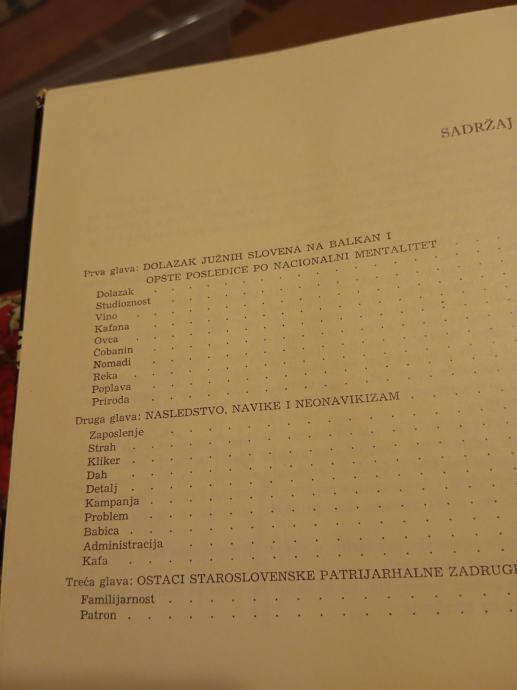 SADRŽAJ
Prva glava: DOLAZAK JUŽNIH SLOVENA NA BALKAN I
OPŠTE POSLEDICE PO NACIONALNI MENTALITET
Dolazak
Studioznost
Vino
Kafana
Ovca
Čobanin
Nomadi
Reka
Poplava
Priroda
Druga glava: NASLEDSTVO, NAVIKE I NEONAVIKIZAM
Zaposlenje
Strah
Kliker
Dah
Detalj
Kampanja
Problem
Babica
Administracija
Kafa
Treća glava: OSTACI STAROSLOVENSKE PATRIJARHALNE ZADRUGE
Familijarnost
Patron